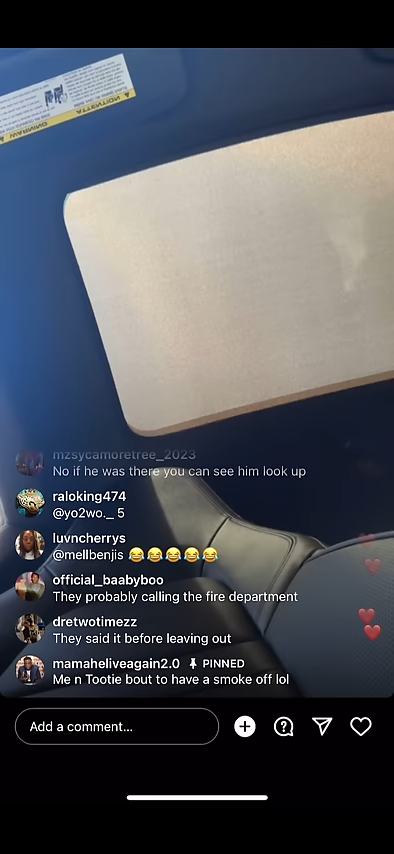 WARNING
ATTENTION
mzsycamoretree_2023
No if he was there you can see him look up
raloking474
@yo2wo._ 5
luvncherrys
@mellbenjis 😂😂😂😂😂
official_baabyboo
They probably calling the fire department
dretwotimezz
They said it before leaving out
mamaheliveagain2.0 PINNED
Me n Tootie bout to have a smoke off lol
Add a comment...